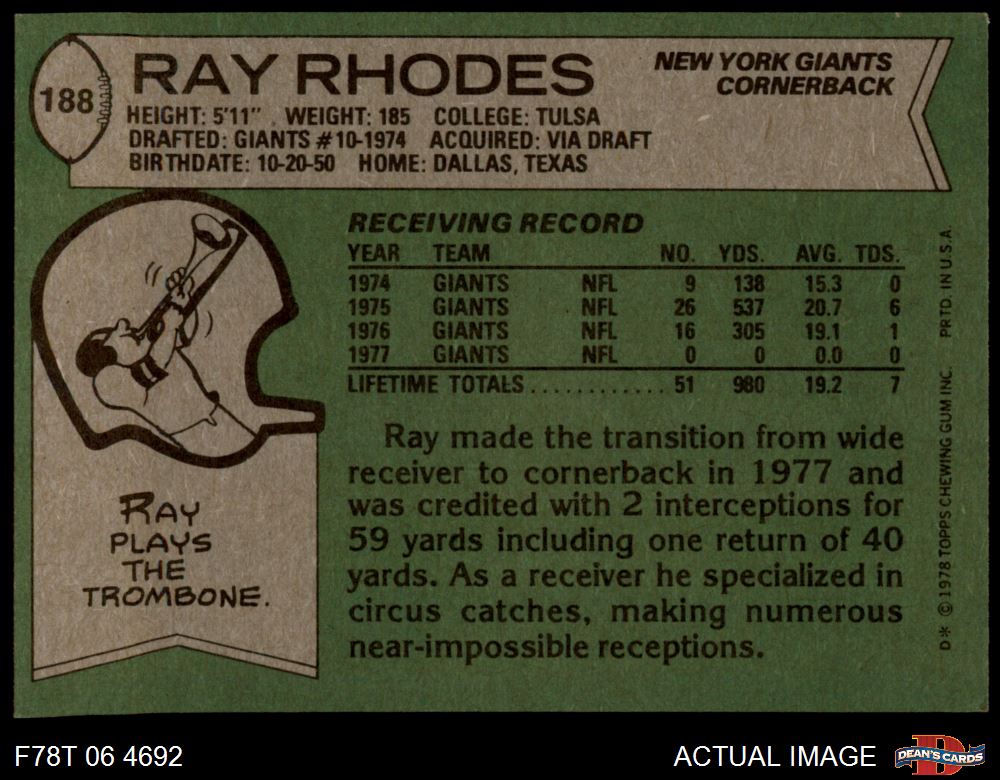 188
RAY RHODES
NEW YORK GIANTS
CORNERBACK
HEIGHT: 5'11" WEIGHT: 185 COLLEGE: TULSA
DRAFTED: GIANTS #10-1974 ACQUIRED: VIA DRAFT
BIRTHDATE: 10-20-50 HOME: DALLAS, TEXAS
RECEIVING RECORD
YEAR TEAM NO. YDS. AVG. TDS.
1974 GIANTS NFL 9 138 15.3 0
1975 GIANTS NFL 26 537 20.7 6
1976 GIANTS NFL 16 305 19.1 1
1977 GIANTS NFL 0 0 0.0 0
LIFETIME TOTALS............ 51 980 19.2 7
Ray made the transition from wide
receiver to cornerback in 1977 and
was credited with 2 interceptions for
59 yards including one return of 40
yards. As a receiver he specialized in
circus catches, making numerous
near-impossible receptions.
RAY
PLAYS
THE
TROMBONE.
D* © 1978 TOPPS CHEWING GUM INC. PRTD. IN U.S.A.
F78T 06 4692
ACTUAL IMAGE
D
DEAN'S CARDS